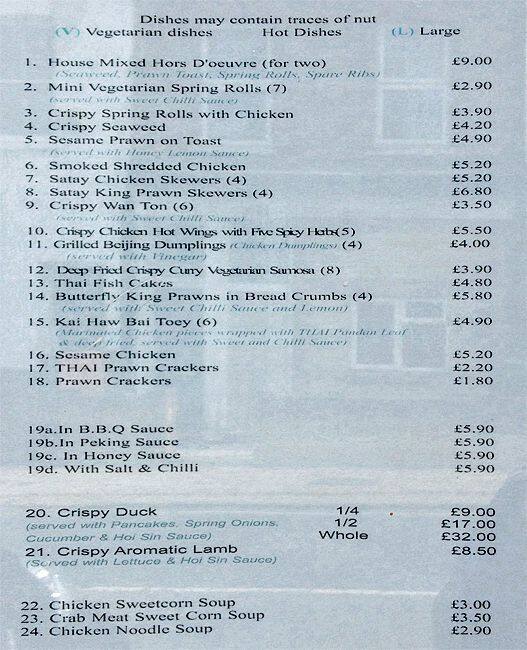 Dishes may contain traces of nut
(V) Vegetarian dishes Hot Dishes (L) Large
1. House Mixed Hors D'oeuvre (for two) £9.00
(Seaweed, Prawn Toast, Spring Rolls, Spare Ribs)
2. Mini Vegetarian Spring Rolls (7) £2.90
(served with Sweet Chilli Sauce)
3. Crispy Spring Rolls with Chicken £3.90
4. Crispy Seaweed £4.20
5. Sesame Prawn on Toast £4.90
(served with Honey Lemon Sauce)
6. Smoked Shredded Chicken £5.20
7. Satay Chicken Skewers (4) £5.20
8. Satay King Prawn Skewers (4) £6.80
9. Crispy Wan Ton (6) £3.50
(served with Sweet Chilli Sauce)
10. Crispy Chicken Hot Wings with Five Spicy Herbs(5) £5.50
11. Grilled Beijing Dumplings (Chicken Dumplings) (4) £4.00
(served with Vinegar)
12. Deep Fried Crispy Curry Vegetarian Samosa (8) £3.90
13. Thai Fish Cakes £4.80
14. Butterfly King Prawns in Bread Crumbs (4) £5.80
(served with Sweet Chilli Sauce and Lemon)
15. Kai Haw Bai Toey (6) £4.90
(Marinated Chicken pieces wrapped with THAI Pandan Leaf
& deep fried, served with Sweet and Chilli Sauce)
16. Sesame Chicken £5.20
17. THAI Prawn Crackers £2.20
18. Prawn Crackers £1.80
19a.In B.B.Q Sauce £5.90
19b.In Peking Sauce £5.90
19c. In Honey Sauce £5.90
19d. With Salt & Chilli £5.90
20. Crispy Duck 1/4 £9.00
(served with Pancakes, Spring Onions, 1/2 £17.00
Cucumber & Hoi Sin Sauce) Whole £32.00
21. Crispy Aromatic Lamb £8.50
(Served with Lettuce & Hoi Sin Sauce)
22. Chicken Sweetcorn Soup £3.00
23. Crab Meat Sweet Corn Soup £3.50
24. Chicken Noodle Soup £2.90